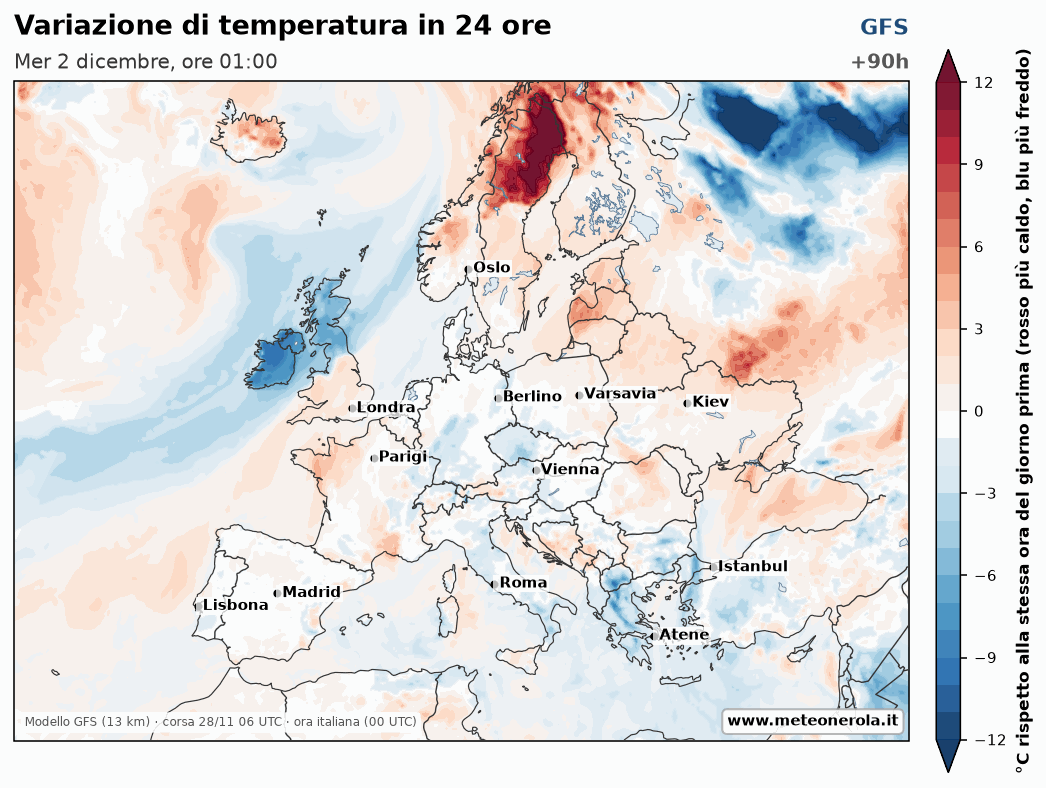 Variazione di temperatura in 24 ore
GFS
Mer 2 dicembre, ore 01:00
+90h
Oslo
Londra
Berlino
Varsavia
Kiev
Parigi
Vienna
Istanbul
Roma
Madrid
Lisbona
Atene
Modello GFS (13 km) · corsa 28/11 06 UTC · ora italiana (00 UTC)
www.meteonerola.it
12
9
6
3
0
−3
−6
−9
−12
°C rispetto alla stessa ora del giorno prima (rosso più caldo, blu più freddo)